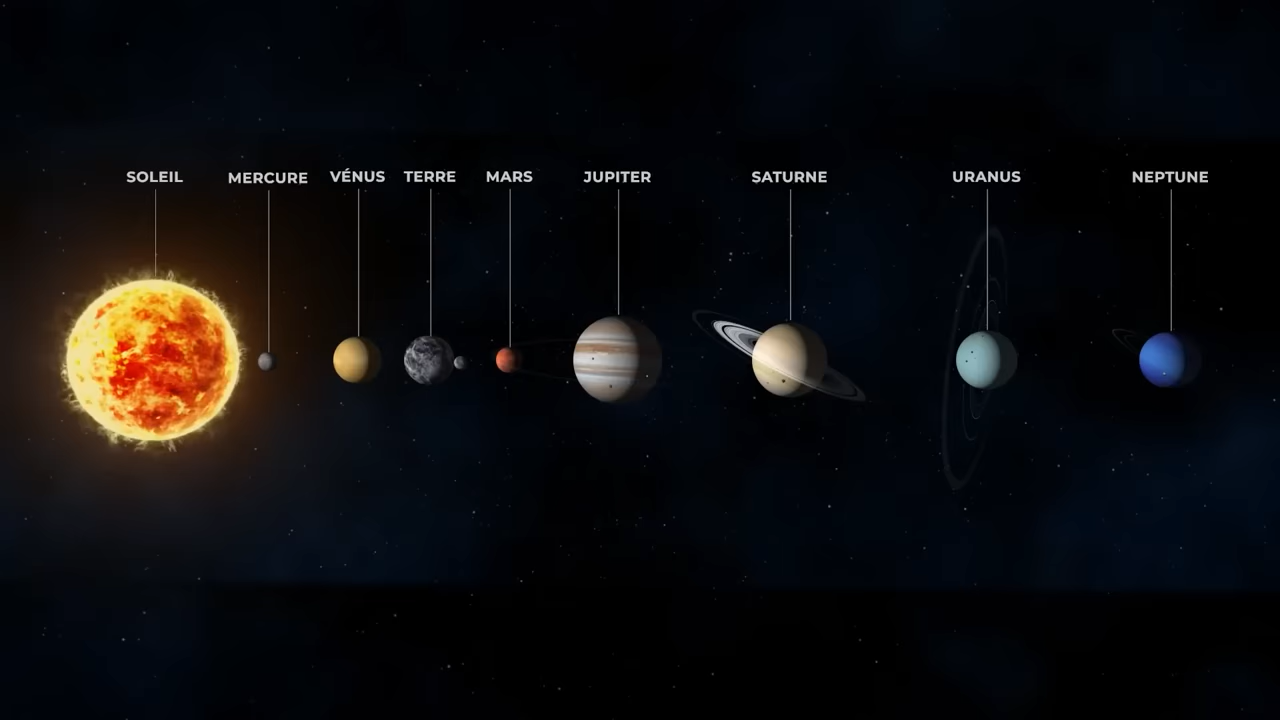 SOLEIL
MERCURE
VÉNUS
TERRE
MARS
JUPITER
SATURNE
URANUS
NEPTUNE